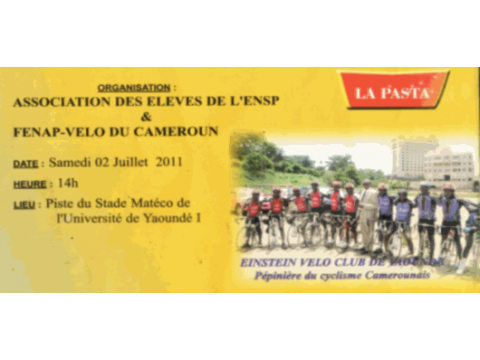 ORGANISATION :
ASSOCIATION DES ELEVES DE L'ENSP
&
FENAP-VELO DU CAMEROUN
DATE : Samedi 02 Juillet 2011
HEURE : 14h
LIEU : Piste du Stade Matéco de
l'Université de Yaoundé I
LA PASTA
EINSTEIN VELO CLUB DE YAOUNDE
Pépinière du cyclisme Camerounais